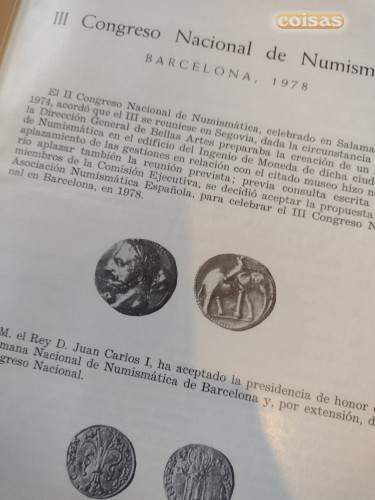 coisas
III Congreso Nacional de Numism
BARCELONA, 1978
El II Congreso Nacional de Numismática, celebrado en Salama
1974, acordó que el III se reuniese en Segovia, dada la circunstancia
la Dirección General de Bellas Artes preparaba la creación de un
de Numismática en el edificio del Ingenio de Moneda de dicha ciu
aplazamiento de las gestiones en relación con el citado museo hizo n
rio aplazar también la reunión prevista; previa consulta escrita
miembros de la Comisión Ejecutiva, se decidió aceptar la propuesta
Asociación Numismática Española, para celebrar el III Congreso N
nal en Barcelona, en 1978.
M. el Rey D. Juan Carlos I, ha aceptado la presidencia de honor
mana Nacional de Numismática de Barcelona y, por extensión, d
ngreso Nacional.